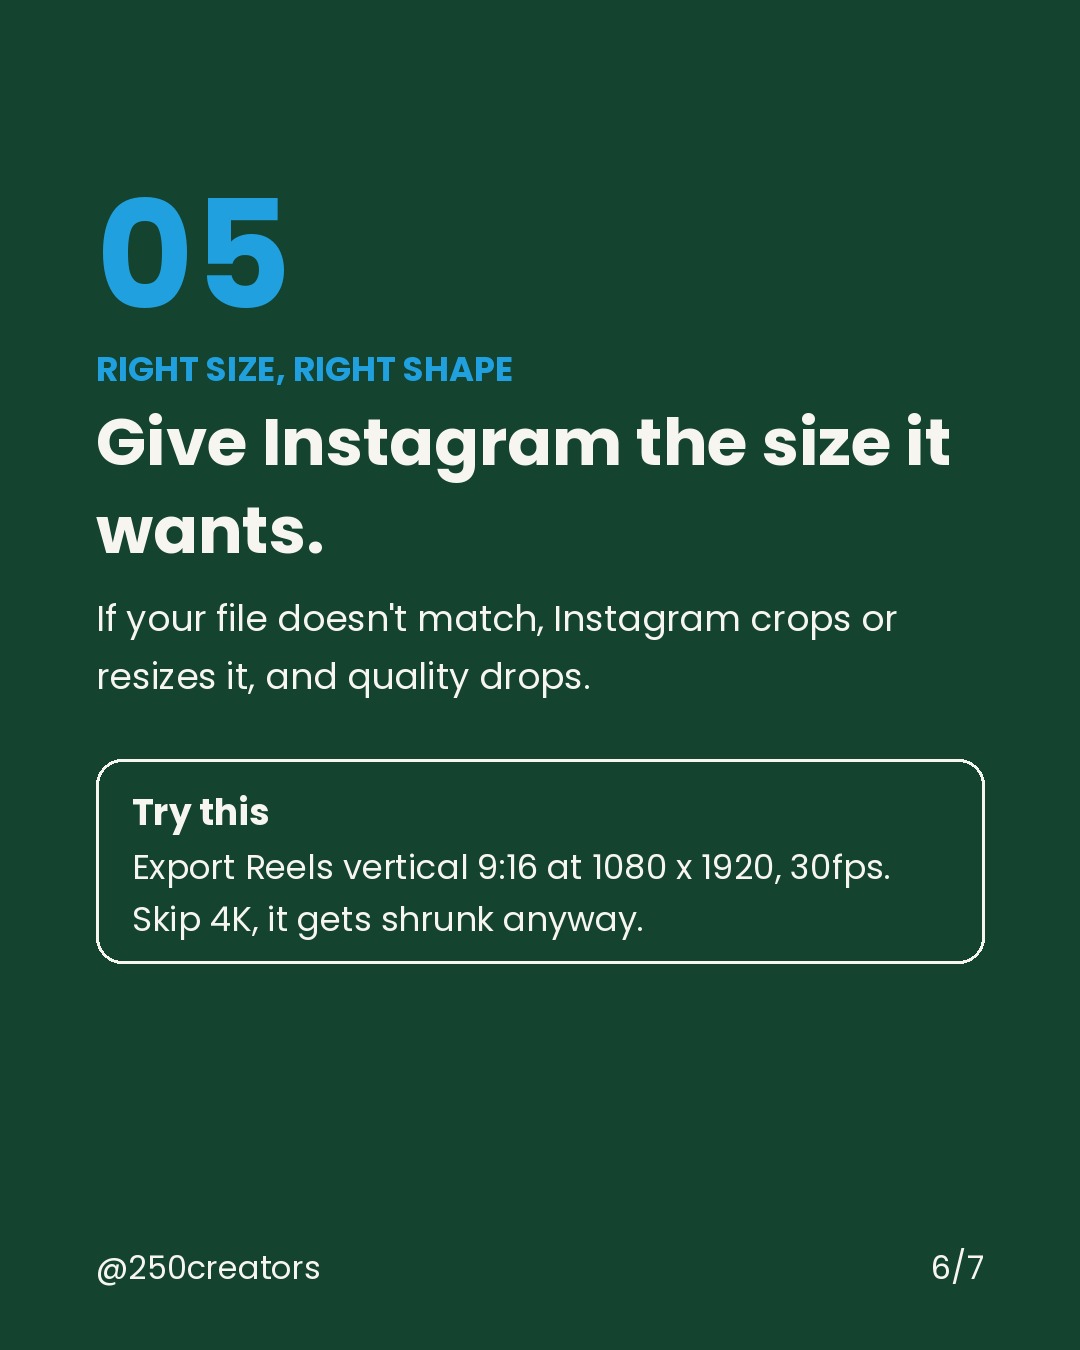 05
RIGHT SIZE, RIGHT SHAPE
Give Instagram the size it
wants.
If your file doesn't match, Instagram crops or
resizes it, and quality drops.
Try this
Export Reels vertical 9:16 at 1080 x 1920, 30fps.
Skip 4K, it gets shrunk anyway.
@250creators
6/7